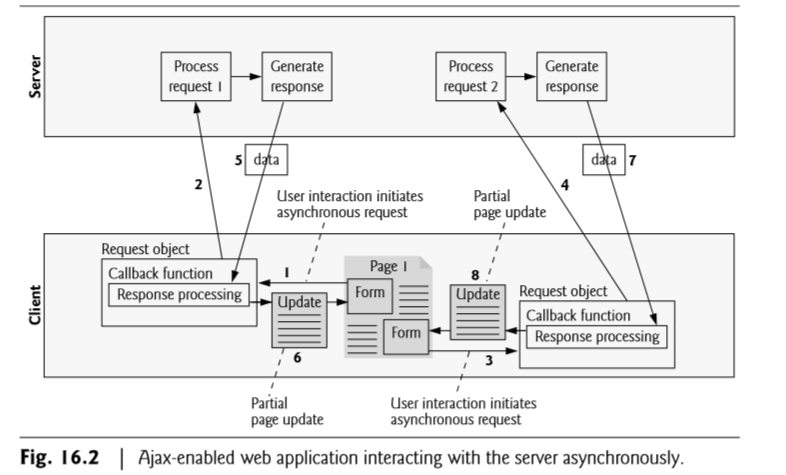 Server
Process
request 1
Generate
response
Process
request 2
Generate
response
5
data
data
7
2
4
User interaction initiates
asynchronous request
Partial
page update
Client
Request object
Callback function
Response processing
1
Update
6
Page 1
Form
Form
8
Update
3
Request object
Callback function
Response processing
Partial
page update
User interaction initiates
asynchronous request
Fig. 16.2 | Ajax-enabled web application interacting with the server asynchronously.